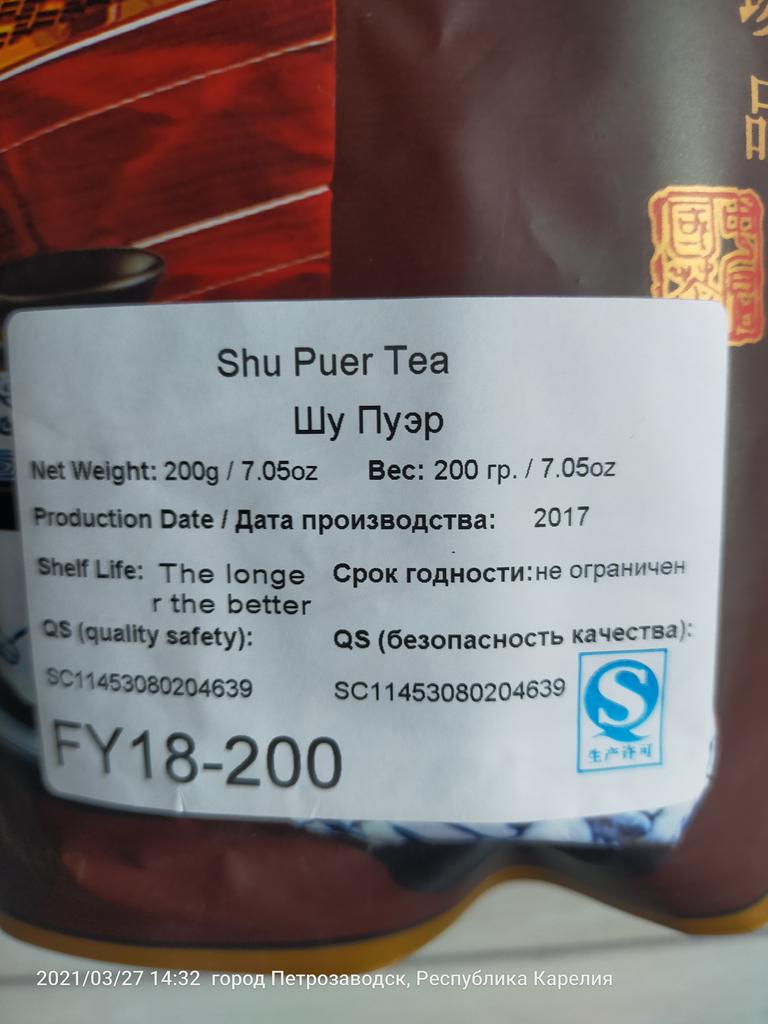 品
Shu Puer Tea
Шу Пуэр
Net Weight: 200g / 7.05oz Вес: 200 гр. / 7.05oz
Production Date / Дата производства: 2017
Shelf Life: The longe Срок годности: не ограничен
r the better
QS (quality safety): QS (безопасность качества):
SC11453080204639 SC11453080204639
FY18-200
生产许可
2021/03/27 14:32 город Петрозаводск, Республика Карелия